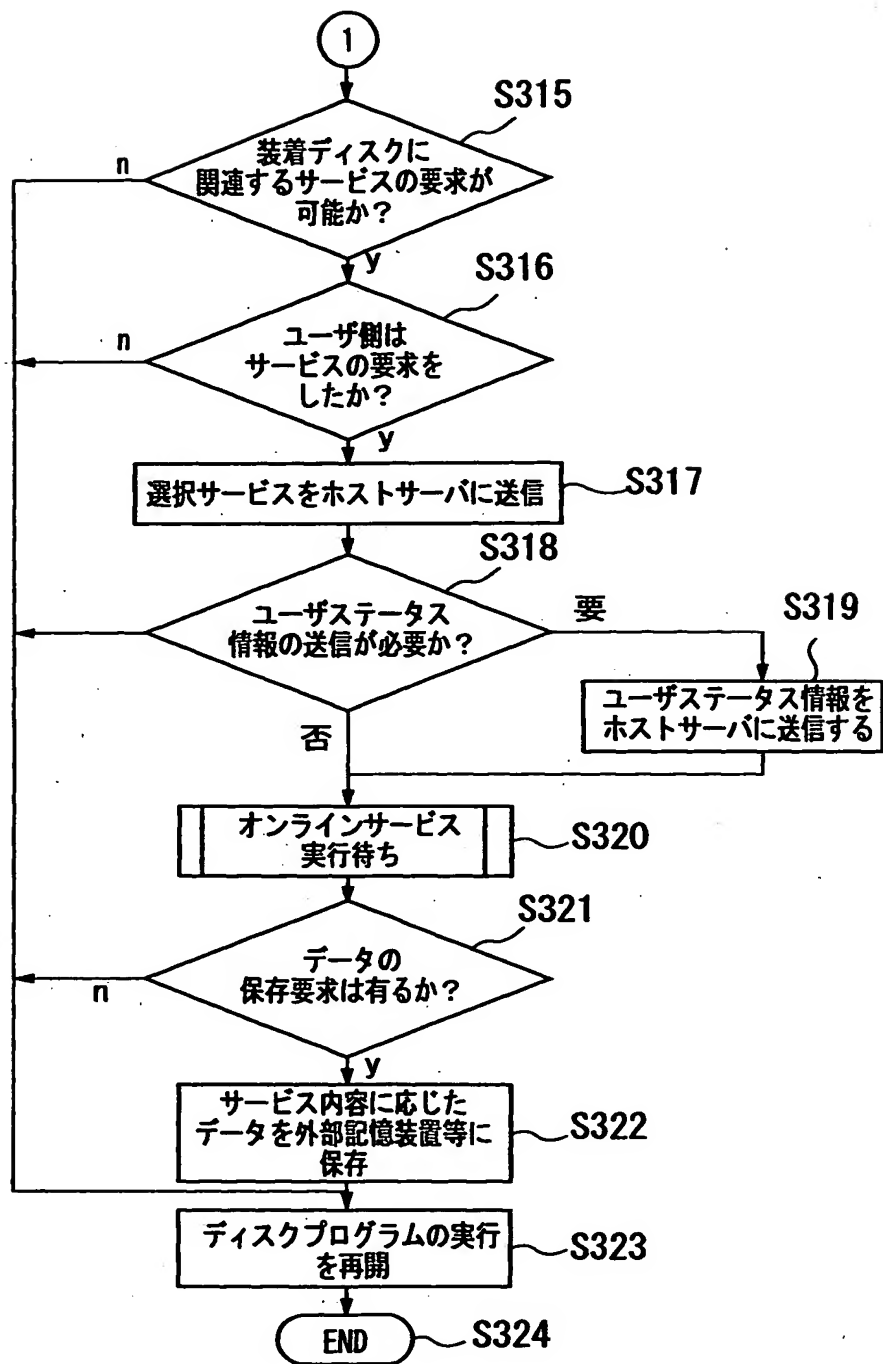 1
S315
装着ディスクに
関連するサービスの要求が
可能か？
n
y
S316
ユーザ側は
サービスの要求を
したか？
n
y
選択サービスをホストサーバに送信
S317
S318
ユーザステータス
情報の送信が必要か？
要
否
S319
ユーザステータス情報を
ホストサーバに送信する
オンラインサービス
実行待ち
S320
S321
データの
保存要求は有るか？
n
y
サービス内容に応じた
データを外部記憶装置等に
保存
S322
ディスクプログラムの実行
を再開
S323
END
S324